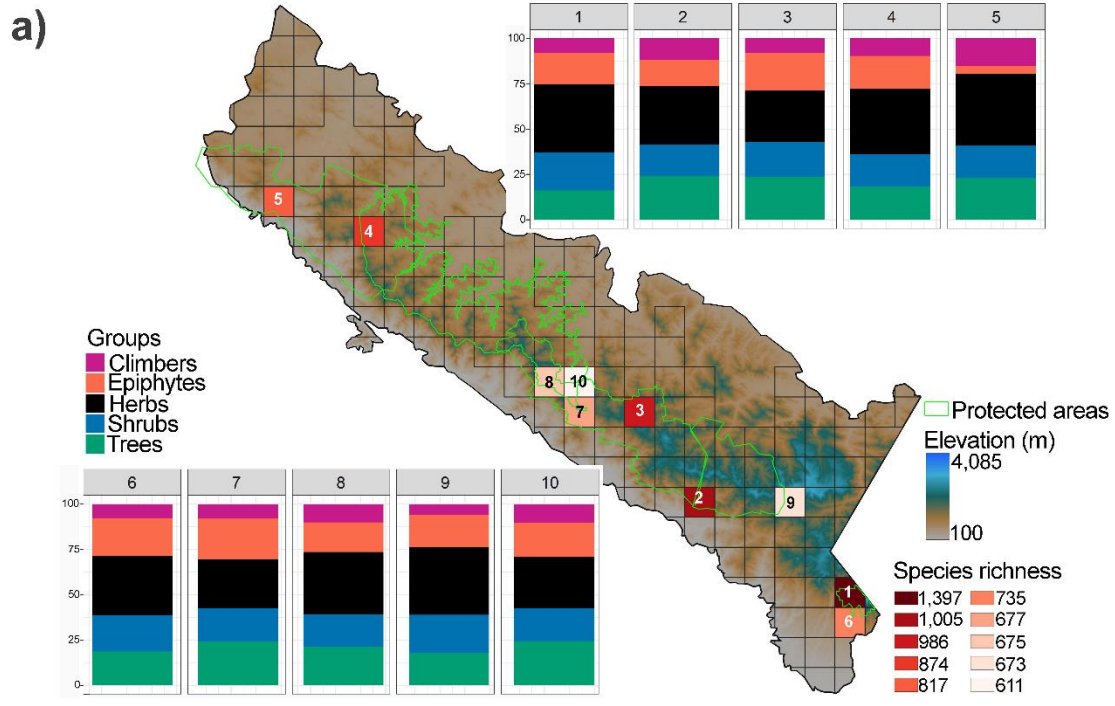 a)
1 2 3 4 5
100
75
50
25
0
5
4
8 10
7
3
2
9
1
6
Groups
Climbers
Epiphytes
Herbs
Shrubs
Trees
Protected areas
Elevation (m)
4,085
100
Species richness
1,397 735
1,005 677
986 675
874 673
817 611
6 7 8 9 10
100
75
50
25
0